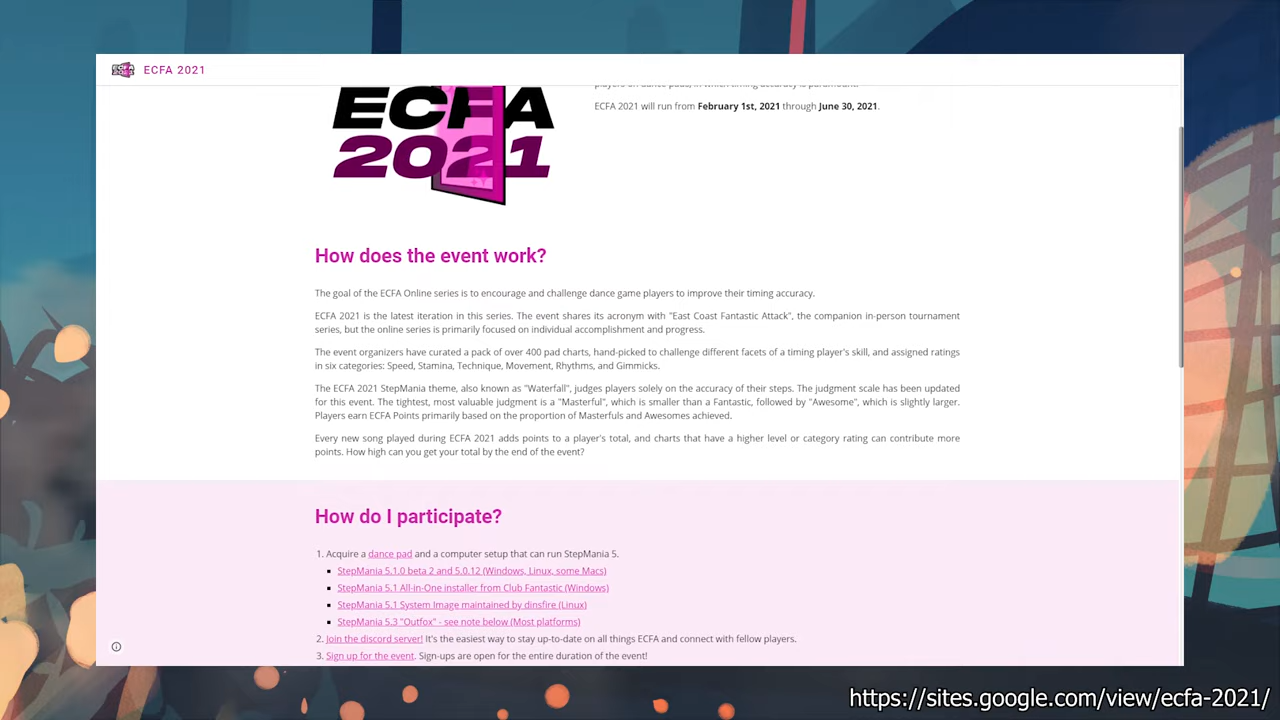 ECFA 2021
players on dance pads, in which timing accuracy is paramount.
ECFA
2021
ECFA 2021 will run from February 1st, 2021 through June 30, 2021.
How does the event work?
The goal of the ECFA Online series is to encourage and challenge dance game players to improve their timing accuracy.
ECFA 2021 is the latest iteration in this series. The event shares its acronym with "East Coast Fantastic Attack", the companion in-person tournament
series, but the online series is primarily focused on individual accomplishment and progress.
The event organizers have curated a pack of over 400 pad charts, hand-picked to challenge different facets of a timing player's skill, and assigned ratings
in six categories: Speed, Stamina, Technique, Movement, Rhythms, and Gimmicks.
The ECFA 2021 StepMania theme, also known as "Waterfall", judges players solely on the accuracy of their steps. The judgment scale has been updated
for this event. The tightest, most valuable judgment is a "Masterful", which is smaller than a Fantastic, followed by "Awesome", which is slightly larger.
Players earn ECFA Points primarily based on the proportion of Masterfuls and Awesomes achieved.
Every new song played during ECFA 2021 adds points to a player's total, and charts that have a higher level or category rating can contribute more
points. How high can you get your total by the end of the event?
How do I participate?
1. Acquire a dance pad and a computer setup that can run StepMania 5.
▪ StepMania 5.1.0 beta 2 and 5.0.12 (Windows, Linux, some Macs)
▪ StepMania 5.1 All-in-One installer from Club Fantastic (Windows)
▪ StepMania 5.1 System Image maintained by dinsfire (Linux)
▪ StepMania 5.3 "Outfox" - see note below (Most platforms)
2. Join the discord server! It's the easiest way to stay up-to-date on all things ECFA and connect with fellow players.
3. Sign up for the event. Sign-ups are open for the entire duration of the event!
https://sites.google.com/view/ecfa-2021/